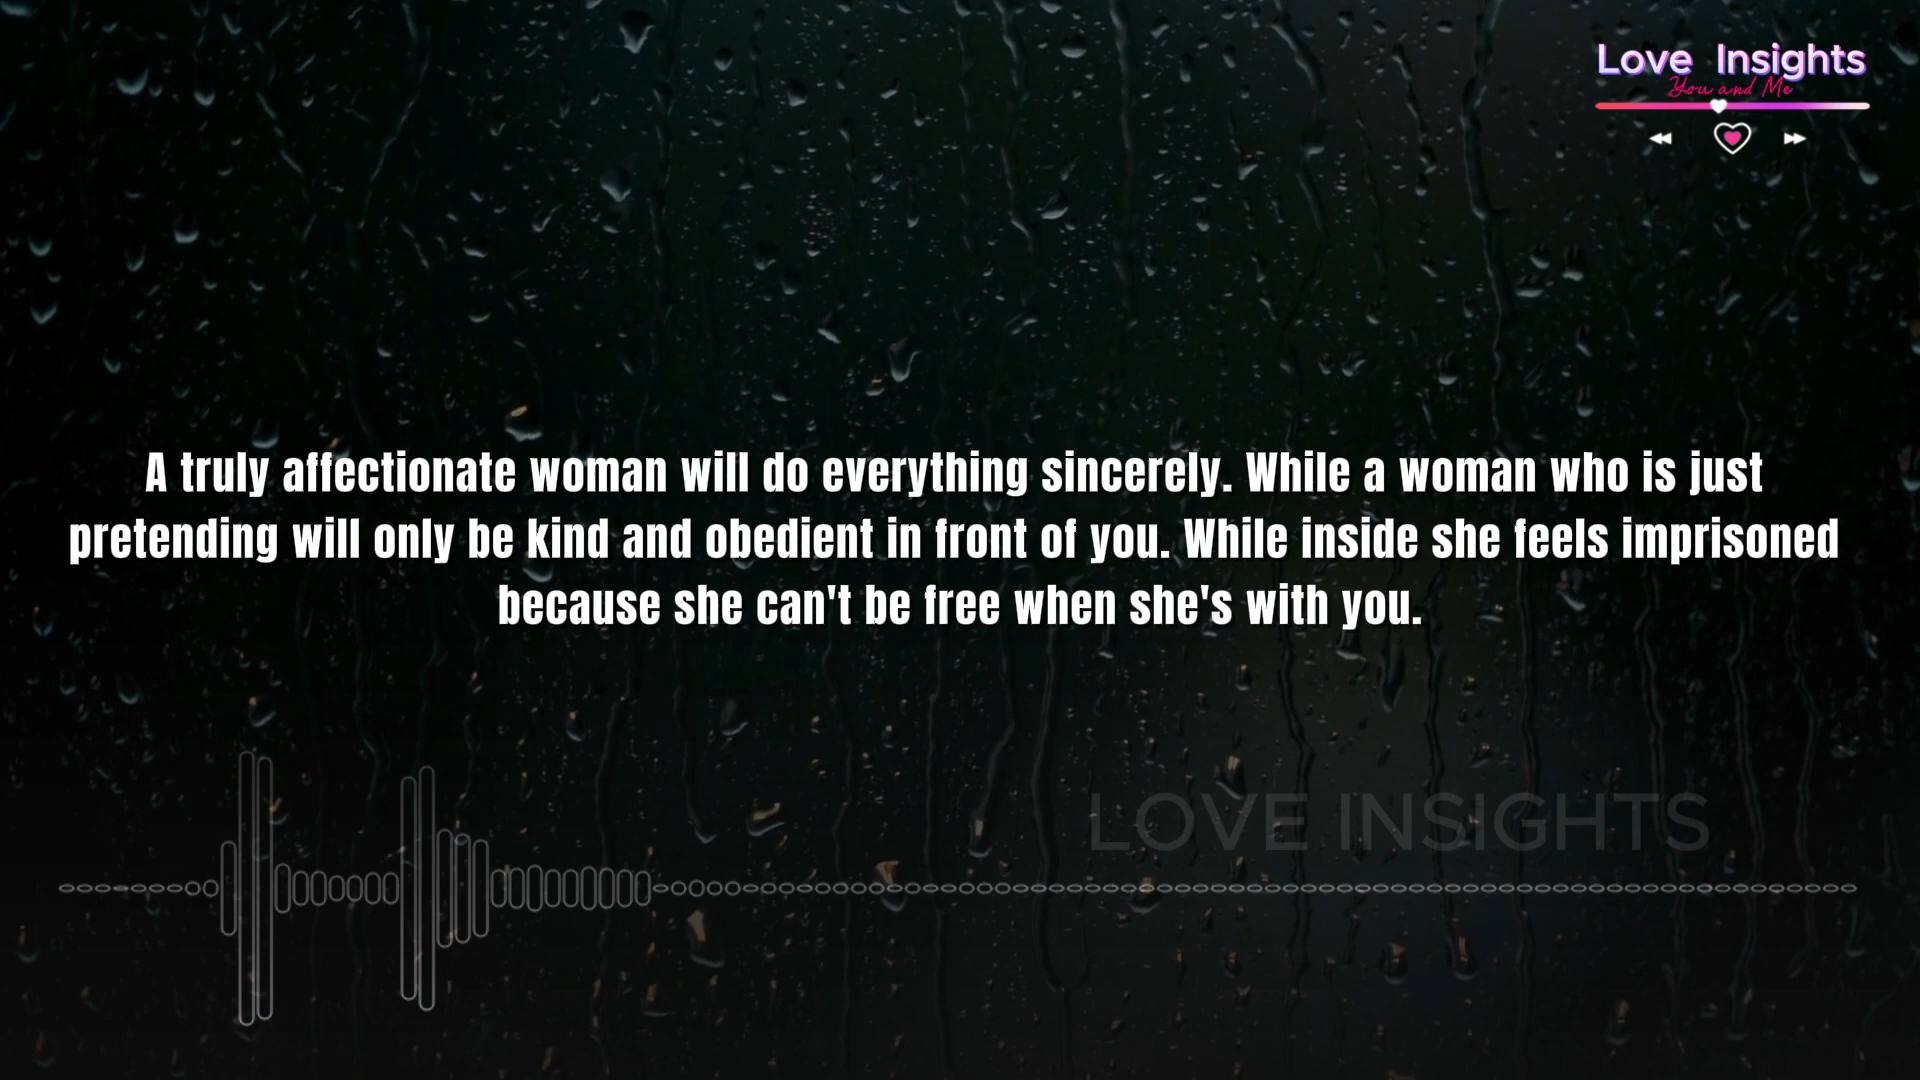 Love Insights
You and Me
A truly affectionate woman will do everything sincerely. While a woman who is just
pretending will only be kind and obedient in front of you. While inside she feels imprisoned
because she can't be free when she's with you.
LOVE INSIGHTS